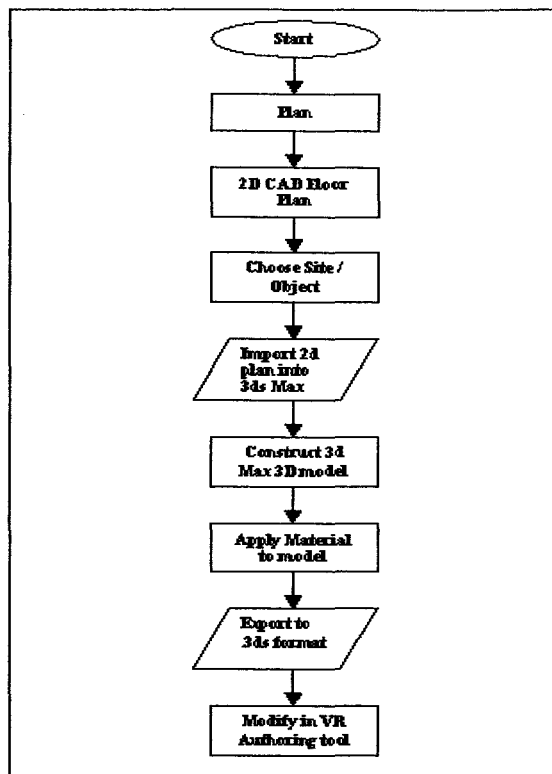 Start
Plan
2D CAD Floor
Plan
Choose Site /
Object
Import 2d
plan into
3ds Max
Construct 3d
Max 3D model
Apply Material
to model
Export to
3ds format
Modify in VR
Authoring tool